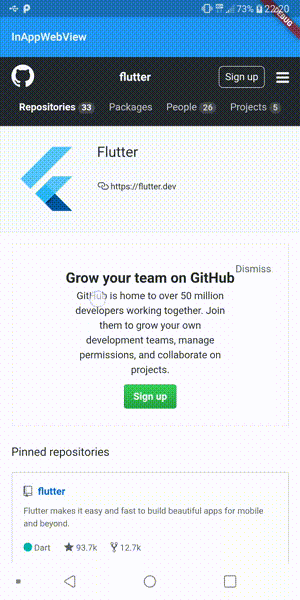 73% 22:20
DEBUG
InAppWebView
flutter Sign up
Repositories 33 Packages People 26 Projects 5
Flutter
https://flutter.dev
Dismiss
Grow your team on GitHub
GitHub is home to over 50 million
developers working together. Join
them to grow your own
development teams, manage
permissions, and collaborate on
projects.
Sign up
Pinned repositories
flutter
Flutter makes it easy and fast to build beautiful apps for mobile
and beyond.
Dart 93.7k 12.7k